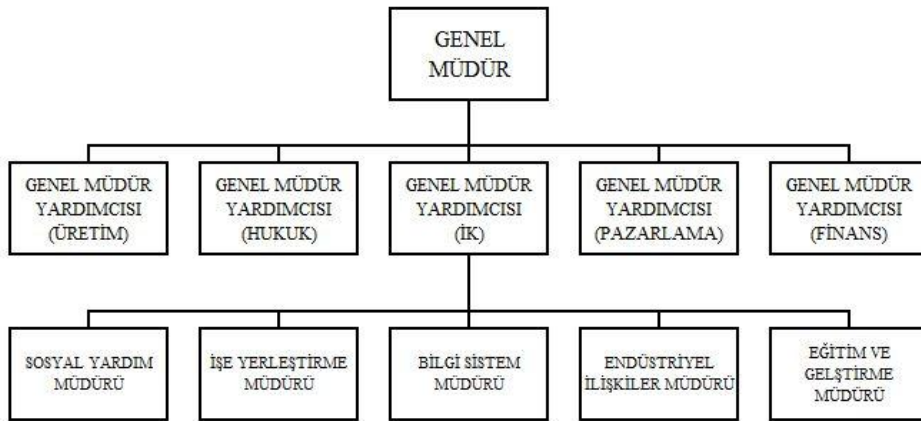 GENEL
MÜDÜR
GENEL MÜDÜR
YARDIMCISI
(ÜRETİM)
GENEL MÜDÜR
YARDIMCISI
(HUKUK)
GENEL MÜDÜR
YARDIMCISI
(İK)
GENEL MÜDÜR
YARDIMCISI
(PAZARLAMA)
GENEL MÜDÜR
YARDIMCISI
(FİNANS)
SOSYAL YARDIM
MÜDÜRÜ
İŞE YERLEŞTİRME
MÜDÜRÜ
BİLGİ SİSTEM
MÜDÜRÜ
ENDÜSTRİYEL
İLİŞKİLER MÜDÜRÜ
EĞİTİM VE
GELŞTİRME
MÜDÜRÜ